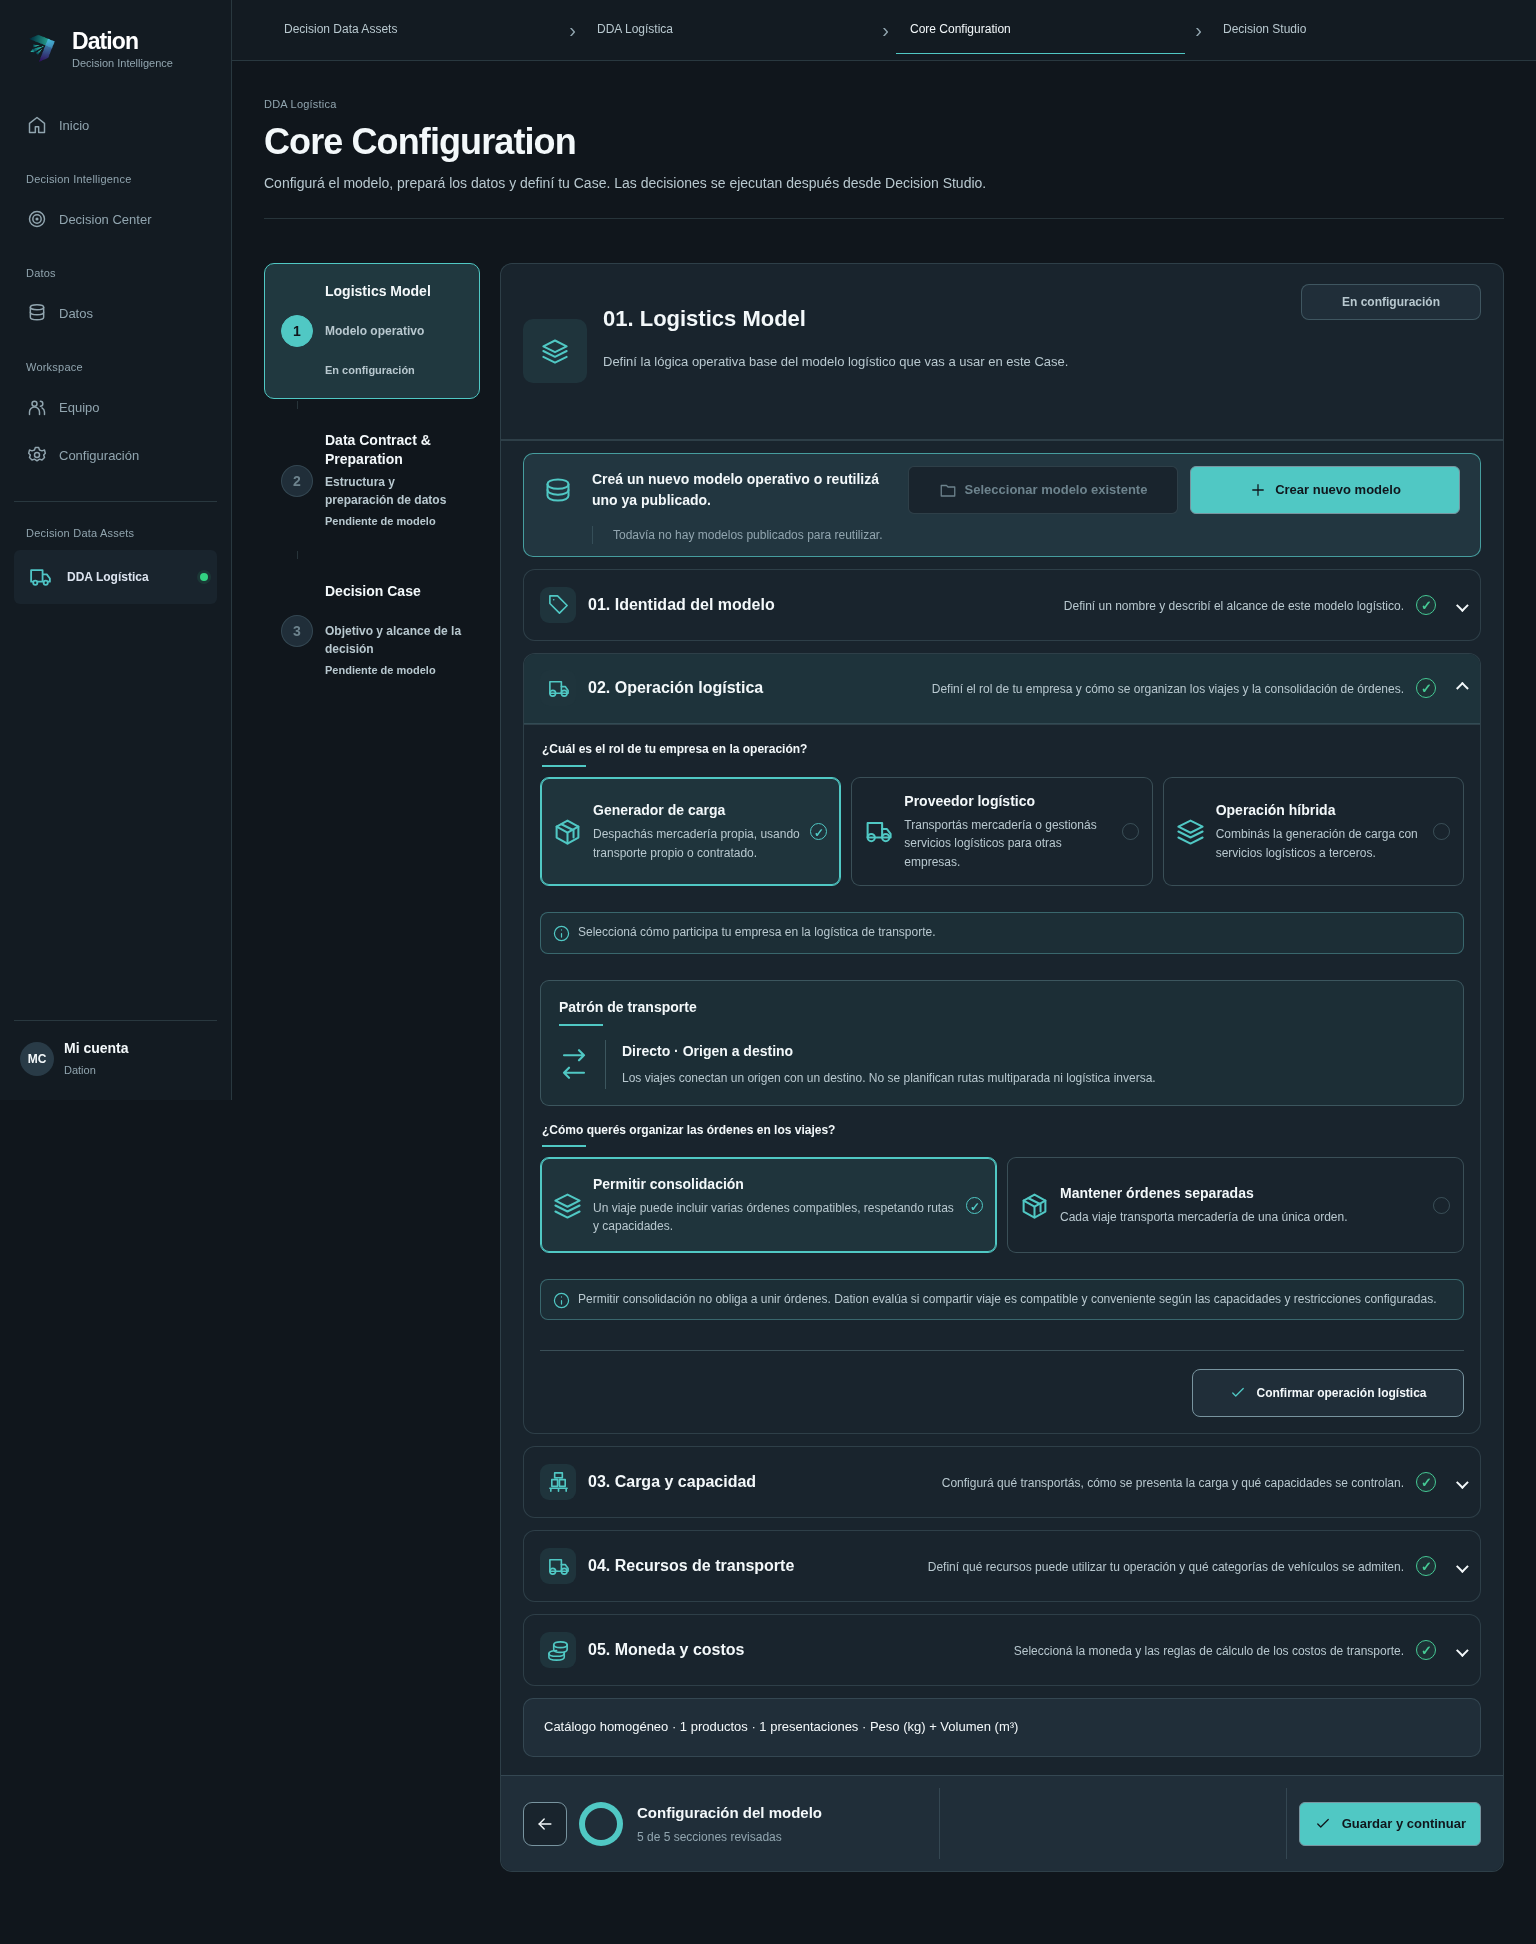 Dation
Decision Intelligence
Inicio
Decision Intelligence
Decision Center
Datos
Datos
Workspace
Equipo
Configuración
Decision Data Assets
DDA Logística
MC
Mi cuenta
Dation
Decision Data Assets
DDA Logística
Core Configuration
Decision Studio
DDA Logística
Core Configuration
Configurá el modelo, prepará los datos y definí tu Case. Las decisiones se ejecutan después desde Decision Studio.
Logistics Model
1
Modelo operativo
En configuración
Data Contract &
Preparation
2
Estructura y
preparación de datos
Pendiente de modelo
Decision Case
3
Objetivo y alcance de la
decisión
Pendiente de modelo
01. Logistics Model
En configuración
Definí la lógica operativa base del modelo logístico que vas a usar en este Case.
Creá un nuevo modelo operativo o reutilizá
uno ya publicado.
Seleccionar modelo existente
Crear nuevo modelo
Todavía no hay modelos publicados para reutilizar.
01. Identidad del modelo
Definí un nombre y describí el alcance de este modelo logístico.
02. Operación logística
Definí el rol de tu empresa y cómo se organizan los viajes y la consolidación de órdenes.
¿Cuál es el rol de tu empresa en la operación?
Generador de carga
Despachás mercadería propia, usando
transporte propio o contratado.
Proveedor logístico
Transportás mercadería o gestionás
servicios logísticos para otras
empresas.
Operación híbrida
Combinás la generación de carga con
servicios logísticos a terceros.
Seleccioná cómo participa tu empresa en la logística de transporte.
Patrón de transporte
Directo · Origen a destino
Los viajes conectan un origen con un destino. No se planifican rutas multiparada ni logística inversa.
¿Cómo querés organizar las órdenes en los viajes?
Permitir consolidación
Un viaje puede incluir varias órdenes compatibles, respetando rutas
y capacidades.
Mantener órdenes separadas
Cada viaje transporta mercadería de una única orden.
Permitir consolidación no obliga a unir órdenes. Dation evalúa si compartir viaje es compatible y conveniente según las capacidades y restricciones configuradas.
Confirmar operación logística
03. Carga y capacidad
Configurá qué transportás, cómo se presenta la carga y qué capacidades se controlan.
04. Recursos de transporte
Definí qué recursos puede utilizar tu operación y qué categorías de vehículos se admiten.
05. Moneda y costos
Seleccioná la moneda y las reglas de cálculo de los costos de transporte.
Catálogo homogéneo · 1 productos · 1 presentaciones · Peso (kg) + Volumen (m³)
Configuración del modelo
5 de 5 secciones revisadas
Guardar y continuar